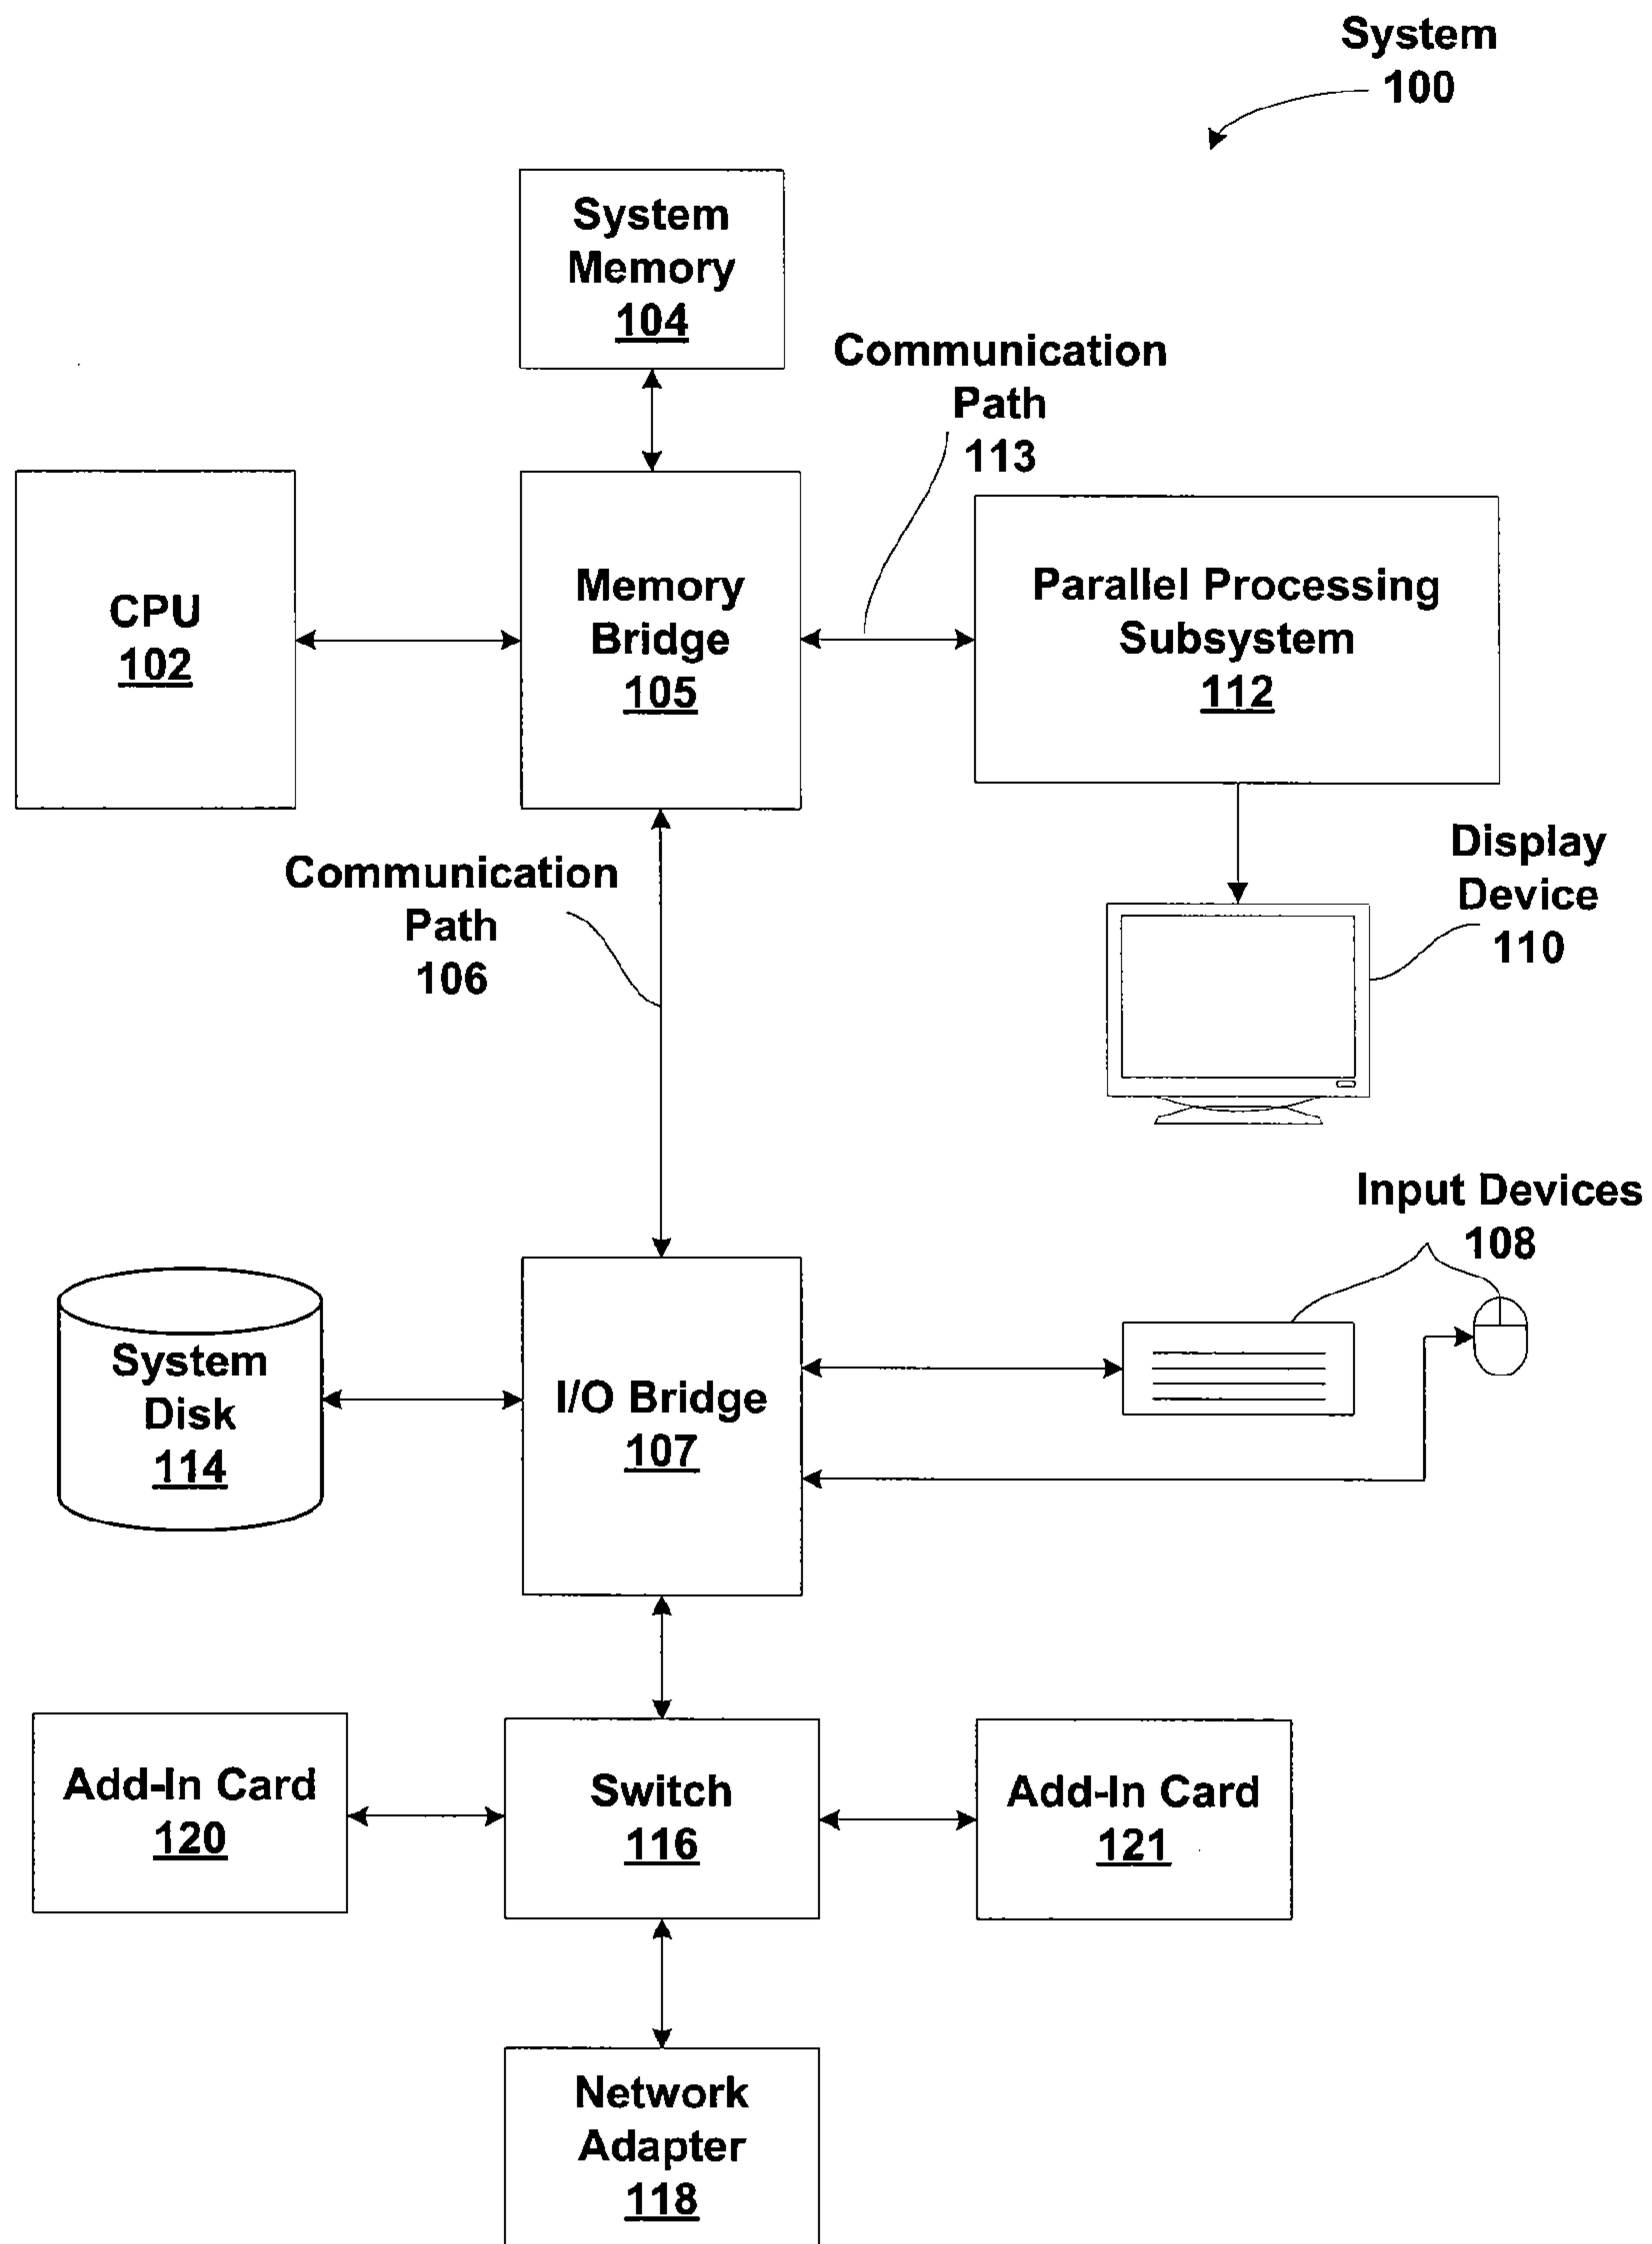 System
100
System
Memory
104
Communication
Path
113
CPU
102
Memory
Bridge
105
Parallel Processing
Subsystem
112
Communication
Path
106
Display
Device
110
Input Devices
108
System
Disk
114
I/O Bridge
107
Add-In Card
120
Switch
116
Add-In Card
121
Network
Adapter
118